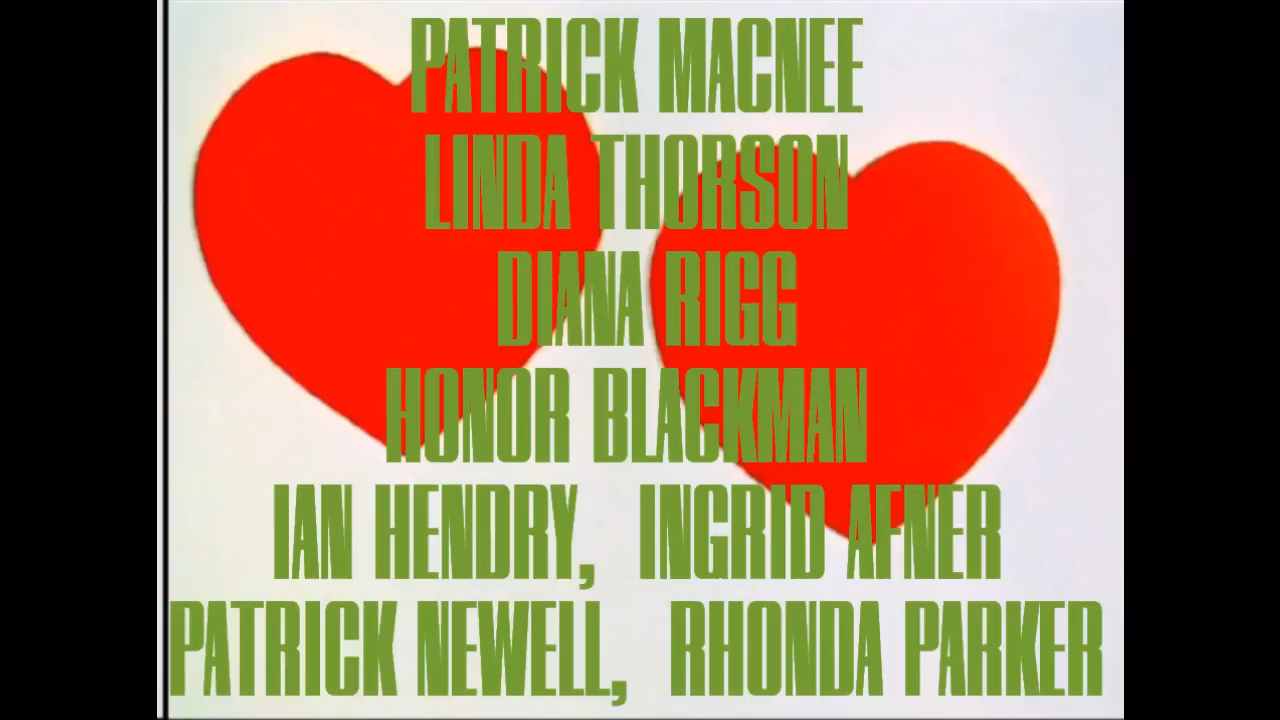 PATRICK MACNEE
LINDA THORSON
DIANA RIGG
HONOR BLACKMAN
IAN HENDRY, INGRID AFNER
PATRICK NEWELL, RHONDA PARKER